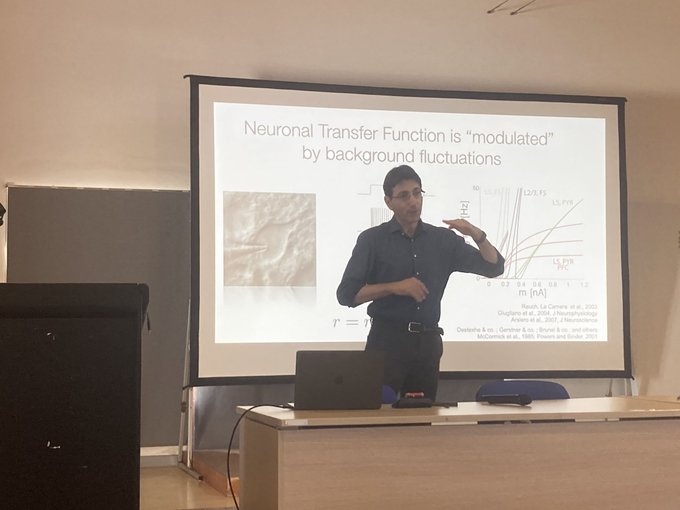 Neuronal Transfer Function is “modulated”
by background fluctuations
50
[Hz]
L2/3, FS
L5, PYR
L5, PYR
PFC
0 0.2 0.4 0.6 0.8 1 1.2
m [nA]
r = r
Rauch, La Camera et al., 2003
Giugliano et al., 2004, J Neurophysiology
Arsiero et al., 2007, J Neuroscience
Destexhe & co., Gerstner & co., Brunel & co., and others
McCormick et al., 1985; Powers and Binder, 2001